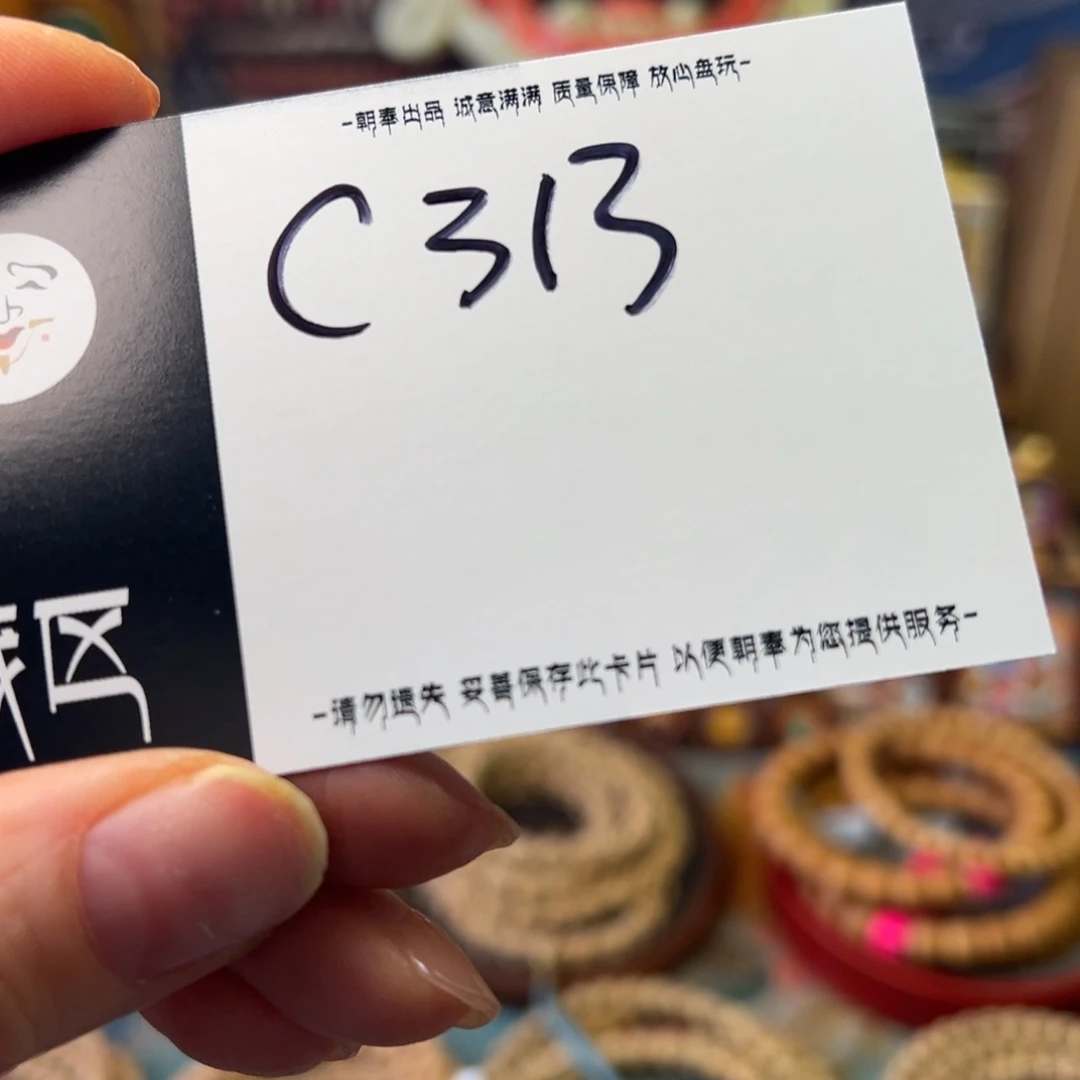 -朝奉出品 诚意满满 质量保障 放心盘玩-
C313
区
-请勿遗失 妥善保存此卡片 以便朝奉为您提供服务-